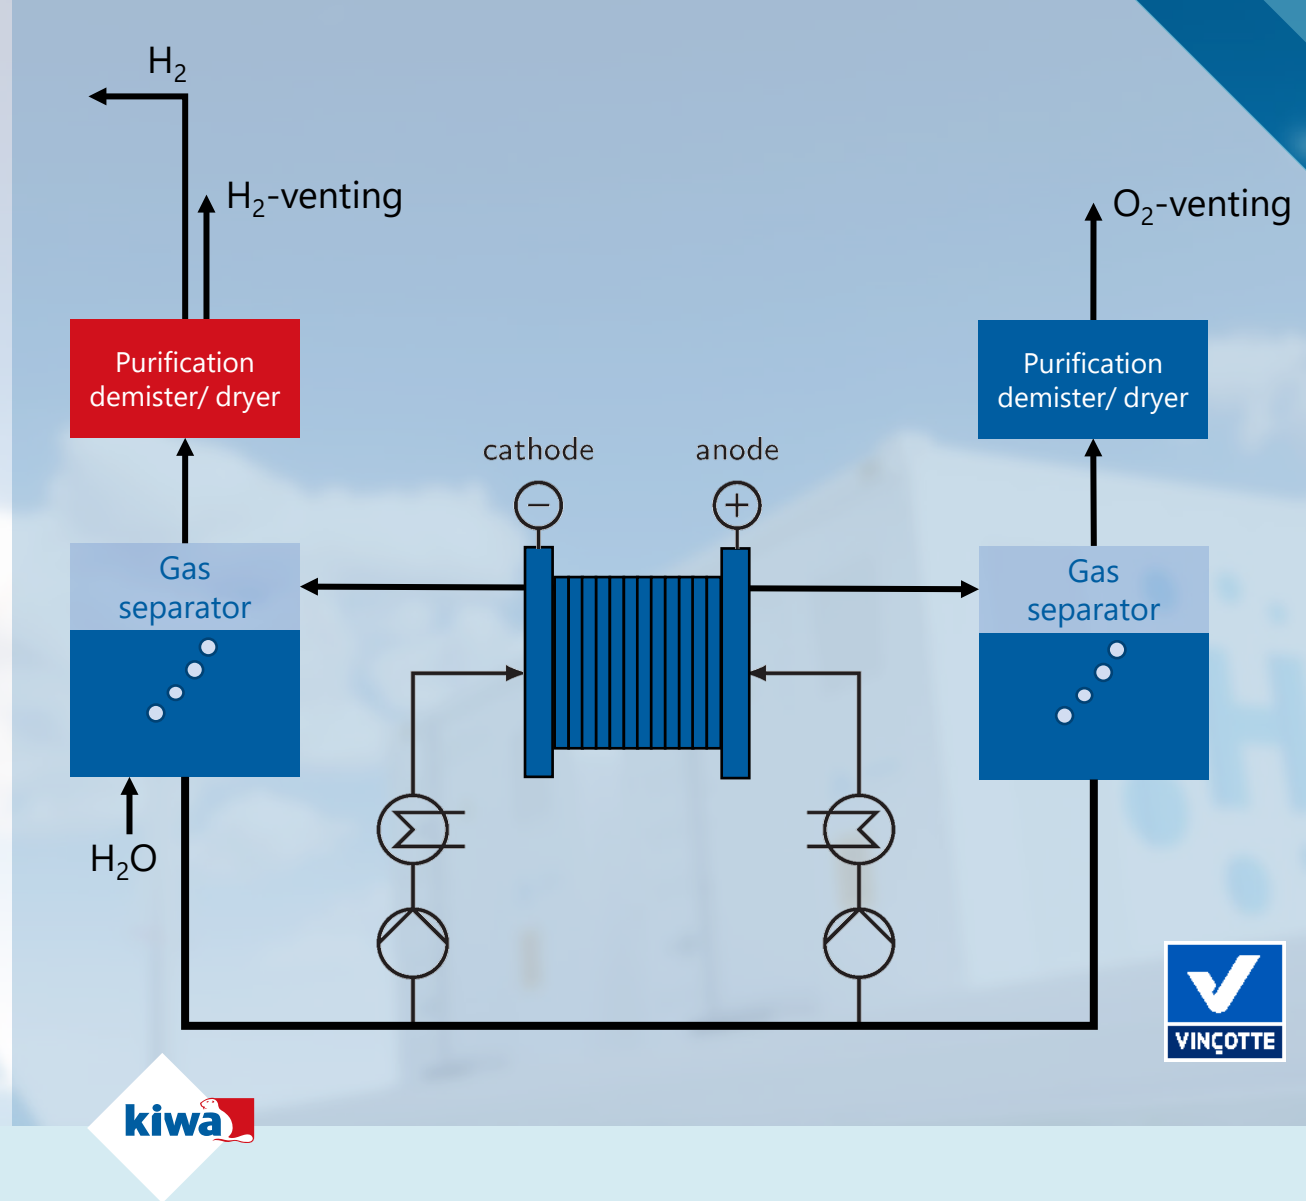 H₂
H₂-venting
O₂-venting
Purification
demister/ dryer
Purification
demister/ dryer
cathode
anode
−
+
Gas
separator
Gas
separator
H₂O
VINÇOTTE
kiwa